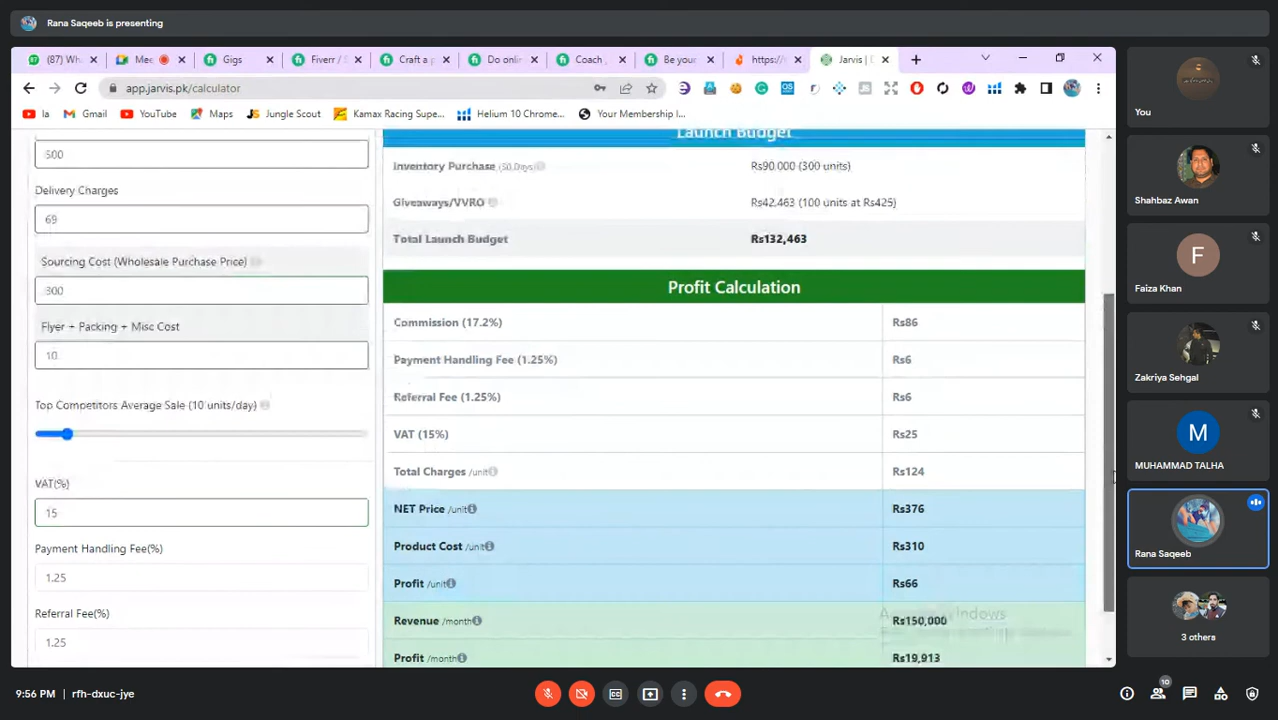 Rana Saqeeb is presenting
(87) Wh
Mee
Gigs
Fiverr / S
Craft a p
Do onlin
Coach
Be your
https://
Jarvis | D
app.jarvis.pk/calculator
la
Gmail
YouTube
Maps
Jungle Scout
Kamax Racing Supe...
Helium 10 Chrome...
Your Membership I...
Launch Budget
500
Inventory Purchase (30 Days)
Rs90,000 (300 units)
Delivery Charges
Giveaways/VVRO
Rs42,463 (100 units at Rs425)
69
Total Launch Budget
Rs132,463
Sourcing Cost (Wholesale Purchase Price)
300
Profit Calculation
Flyer + Packing + Misc Cost
Commission (17.2%)
Rs86
10
Payment Handling Fee (1.25%)
Rs6
Top Competitors Average Sale (10 units/day)
Referral Fee (1.25%)
Rs6
VAT (15%)
Rs25
VAT(%)
Total Charges /unit
Rs124
15
NET Price /unit
Rs376
Payment Handling Fee(%)
Product Cost /unit
Rs310
1.25
Profit /unit
Rs66
Referral Fee(%)
Revenue /month
Rs150,000
1.25
Profit /month
Rs19,913
You
Shahbaz Awan
F
Faiza Khan
Zakriya Sehgal
M
MUHAMMAD TALHA
Rana Saqeeb
3 others
9:56 PM
rfh-dxuc-jye
10